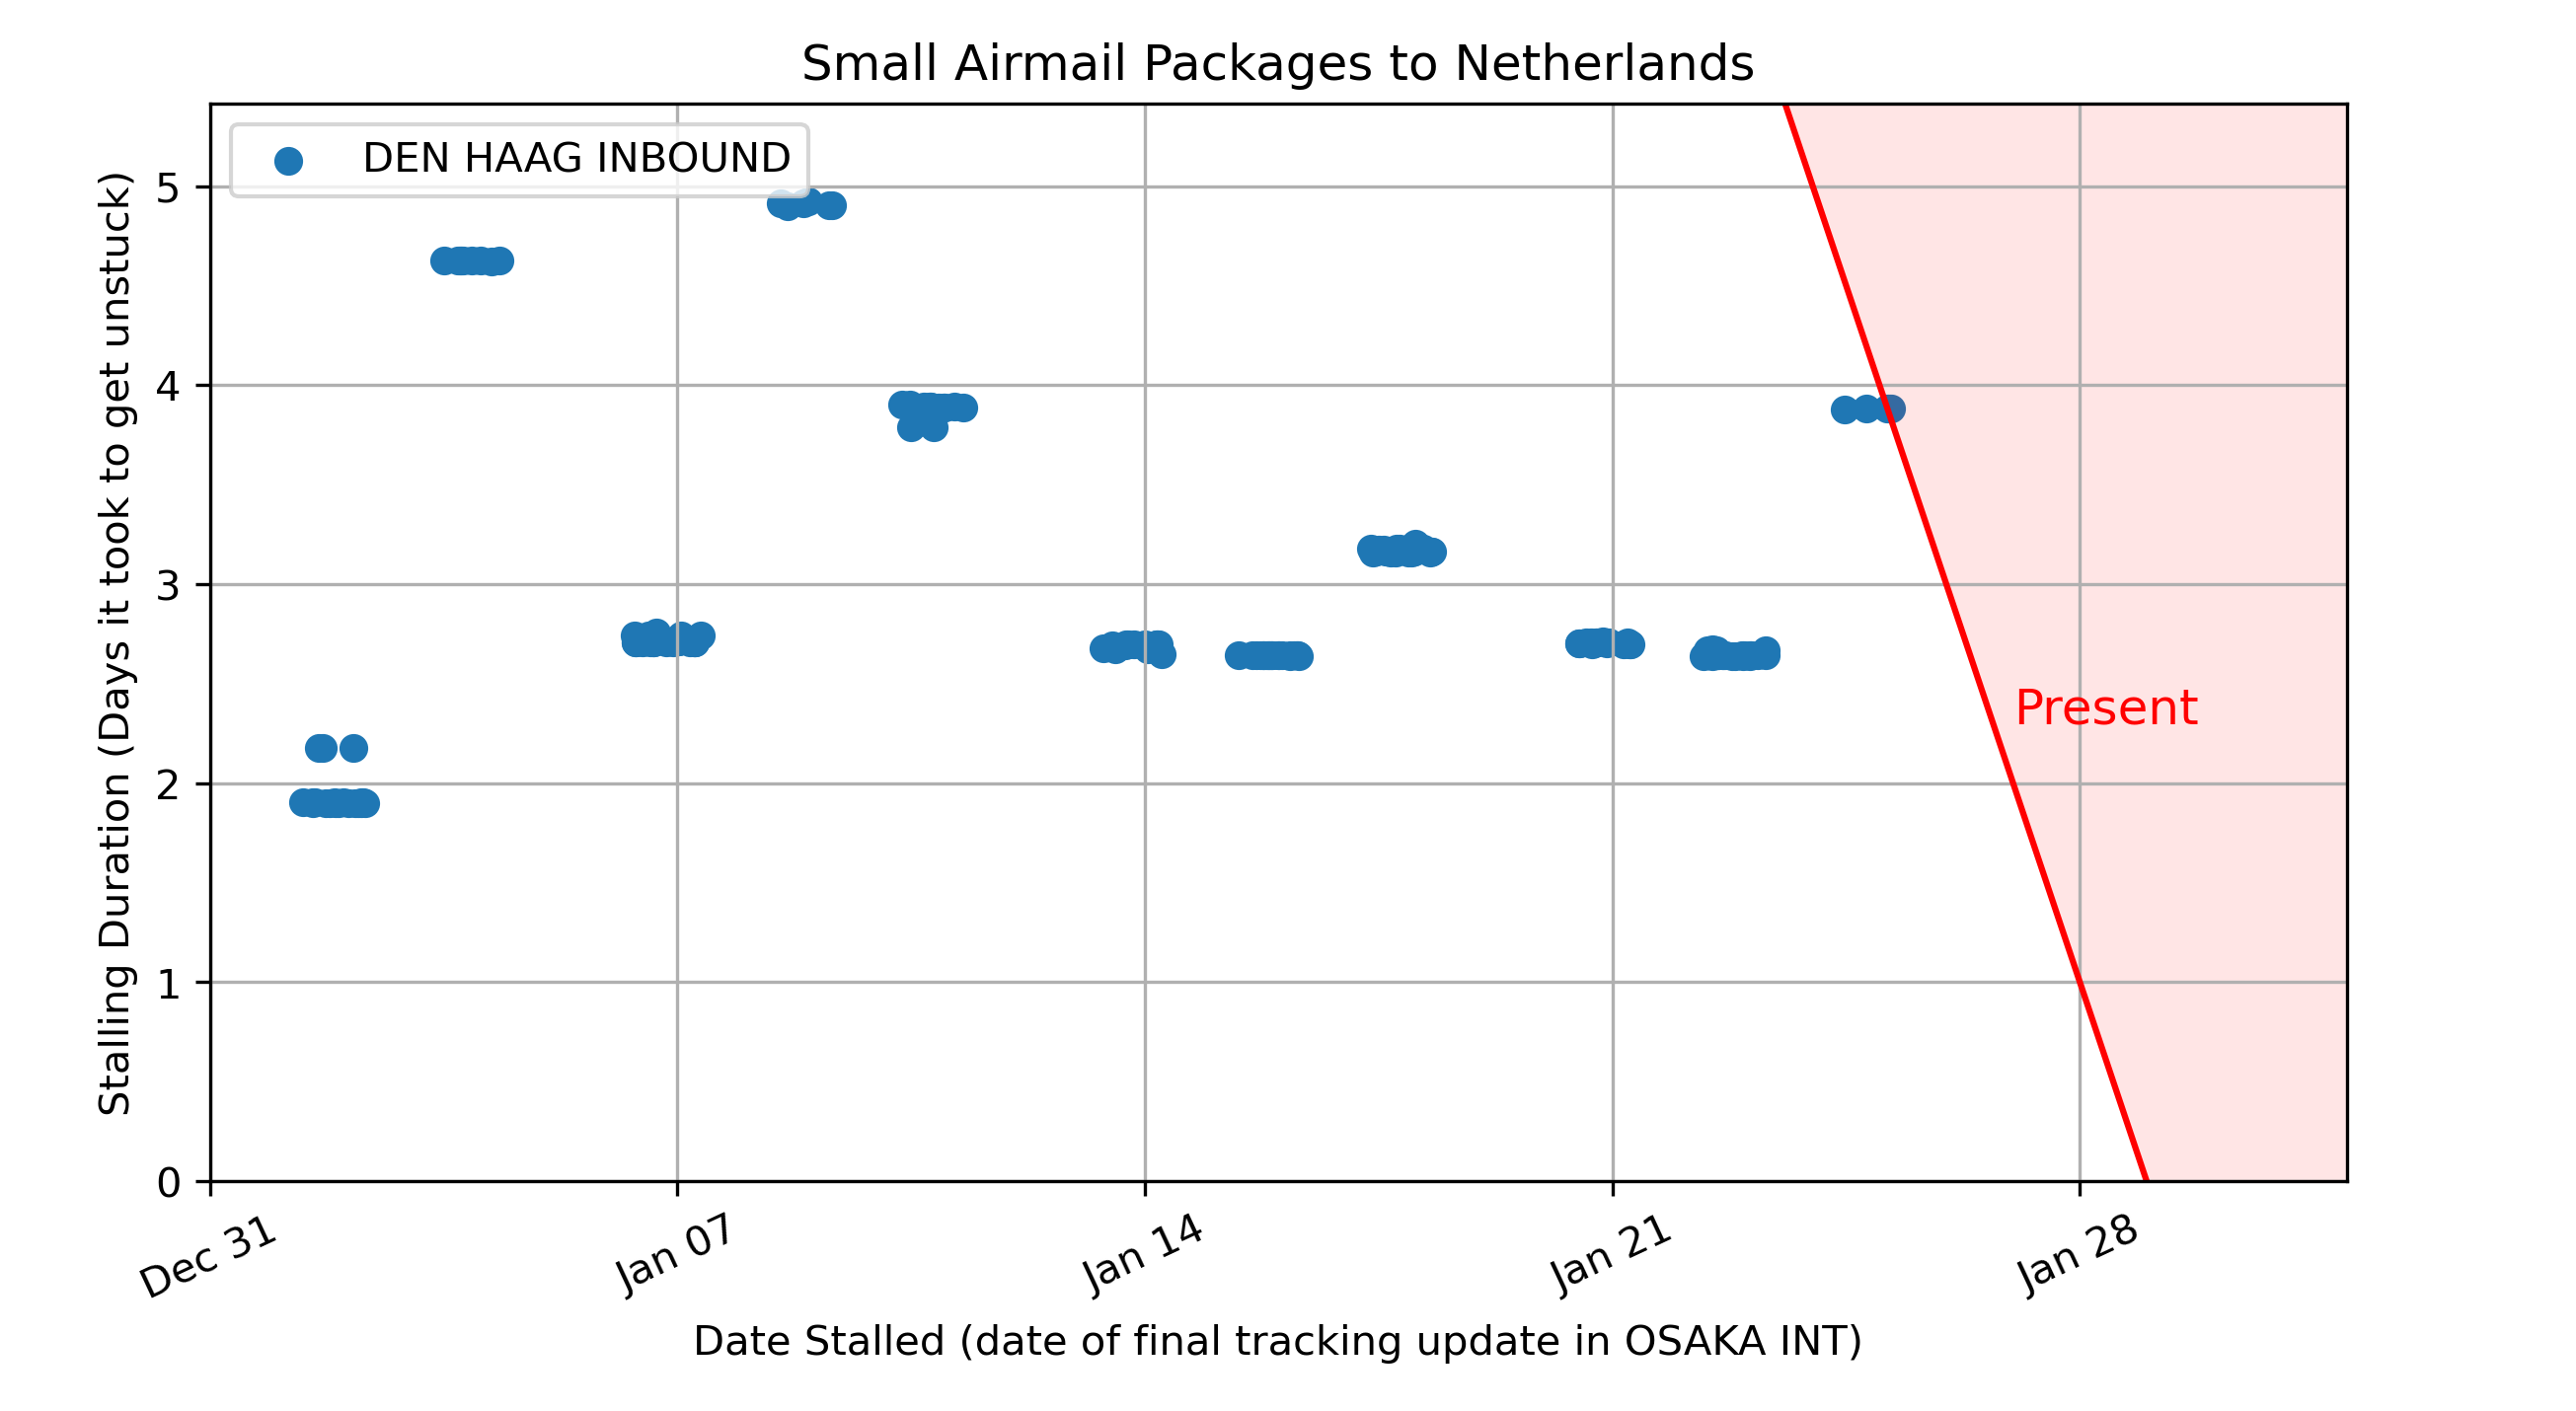 Small Airmail Packages to Netherlands
DEN HAAG INBOUND
Stalling Duration (Days it took to get unstuck)
5
4
3
2
1
0
Present
Dec 31
Jan 07
Jan 14
Jan 21
Jan 28
Date Stalled (date of final tracking update in OSAKA INT)